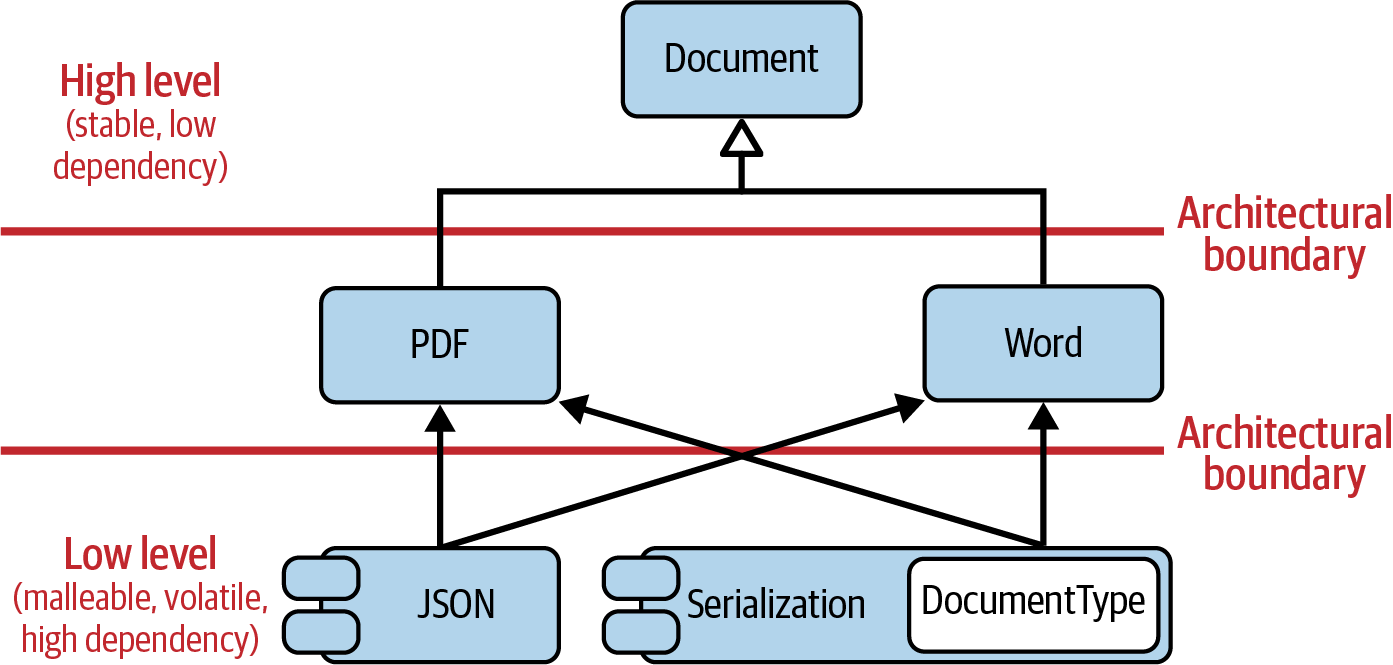 Document
High level
(stable, low
dependency)
Architectural
boundary
PDF
Word
Architectural
boundary
Low level
(malleable, volatile,
high dependency)
JSON
Serialization
DocumentType